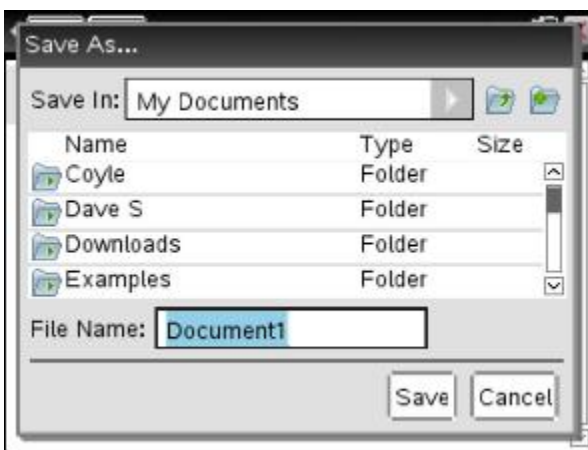 Save As...
Save In: My Documents
Name Type Size
Coyle Folder
Dave S Folder
Downloads Folder
Examples Folder
File Name: Document1
Save Cancel